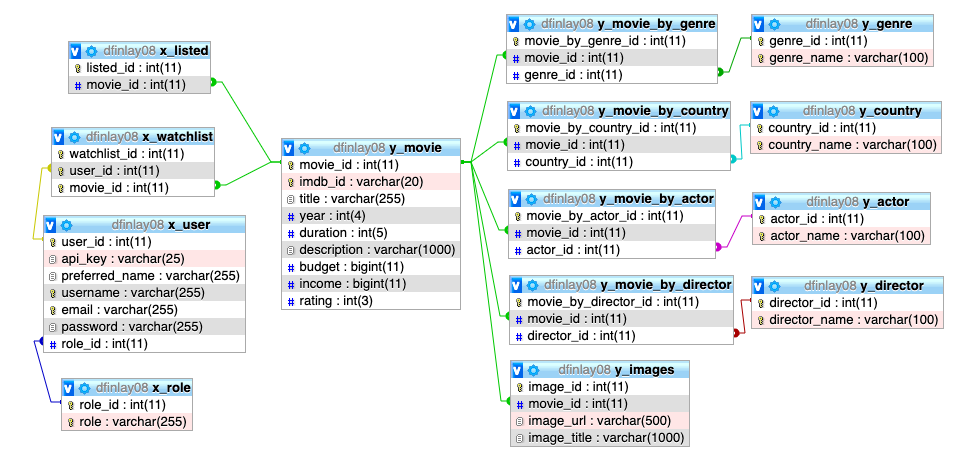 dfinlay08 x_listed
listed_id : int(11)
movie_id : int(11)
dfinlay08 x_watchlist
watchlist_id : int(11)
user_id : int(11)
movie_id : int(11)
dfinlay08 x_user
user_id : int(11)
api_key : varchar(25)
preferred_name : varchar(255)
username : varchar(255)
email : varchar(255)
password : varchar(255)
role_id : int(11)
dfinlay08 x_role
role_id : int(11)
role : varchar(255)
dfinlay08 y_movie
movie_id : int(11)
imdb_id : varchar(20)
title : varchar(255)
year : int(4)
duration : int(5)
description : varchar(1000)
budget : bigint(11)
income : bigint(11)
rating : int(3)
dfinlay08 y_movie_by_genre
movie_by_genre_id : int(11)
movie_id : int(11)
genre_id : int(11)
dfinlay08 y_genre
genre_id : int(11)
genre_name : varchar(100)
dfinlay08 y_movie_by_country
movie_by_country_id : int(11)
movie_id : int(11)
country_id : int(11)
dfinlay08 y_country
country_id : int(11)
country_name : varchar(100)
dfinlay08 y_movie_by_actor
movie_by_actor_id : int(11)
movie_id : int(11)
actor_id : int(11)
dfinlay08 y_actor
actor_id : int(11)
actor_name : varchar(100)
dfinlay08 y_movie_by_director
movie_by_director_id : int(11)
movie_id : int(11)
director_id : int(11)
dfinlay08 y_director
director_id : int(11)
director_name : varchar(100)
dfinlay08 y_images
image_id : int(11)
movie_id : int(11)
image_url : varchar(500)
image_title : varchar(1000)